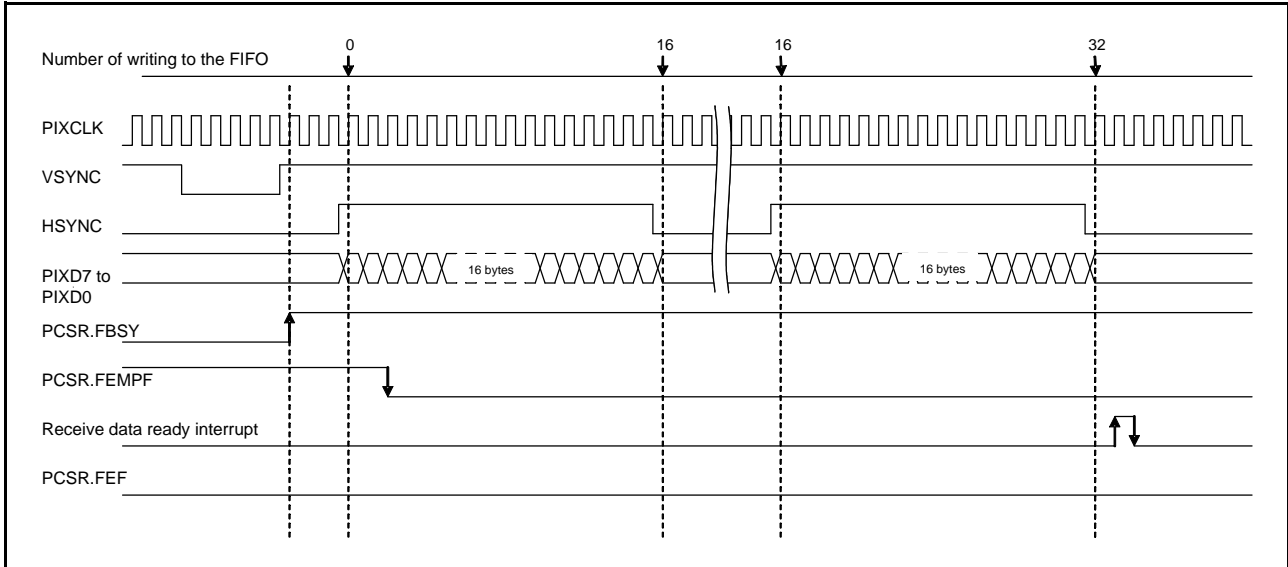 0 16 16 32
Number of writing to the FIFO
PIXCLK
VSYNC
HSYNC
PIXD7 to
PIXD0
16 bytes 16 bytes
PCSR.FBSY
PCSR.FEMPF
Receive data ready interrupt
PCSR.FEF